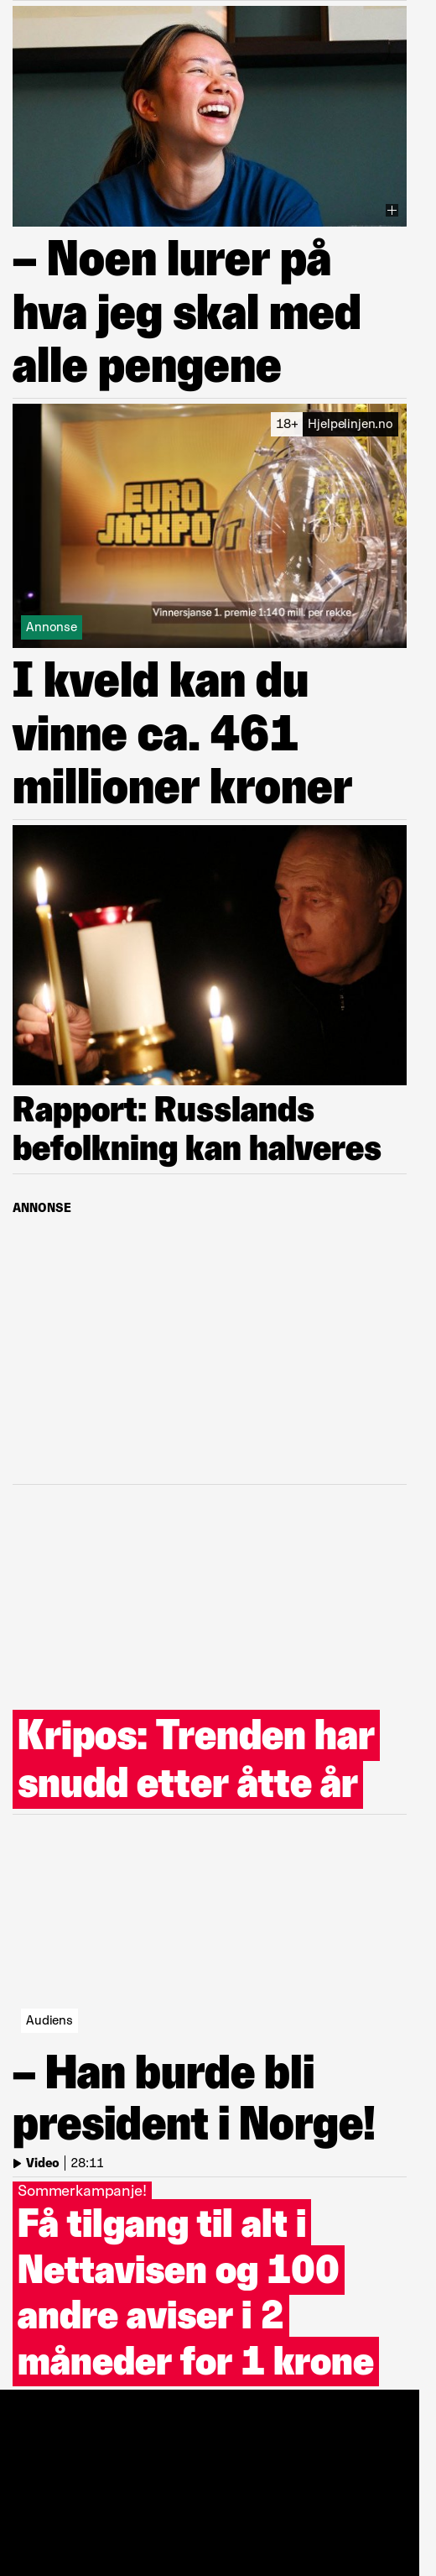 – Noen lurer på
hva jeg skal med
alle pengene
18+ Hjelpelinjen.no
EURO
JACKPOT
Vinnersjanse 1. premie 1:140 mill. per rekke.
Annonse
I kveld kan du
vinne ca. 461
millioner kroner
Rapport: Russlands
befolkning kan halveres
ANNONSE
Kripos: Trenden har
snudd etter åtte år
Audiens
– Han burde bli
president i Norge!
Video | 28:11
Sommerkampanje!
Få tilgang til alt i
Nettavisen og 100
andre aviser i 2
måneder for 1 krone